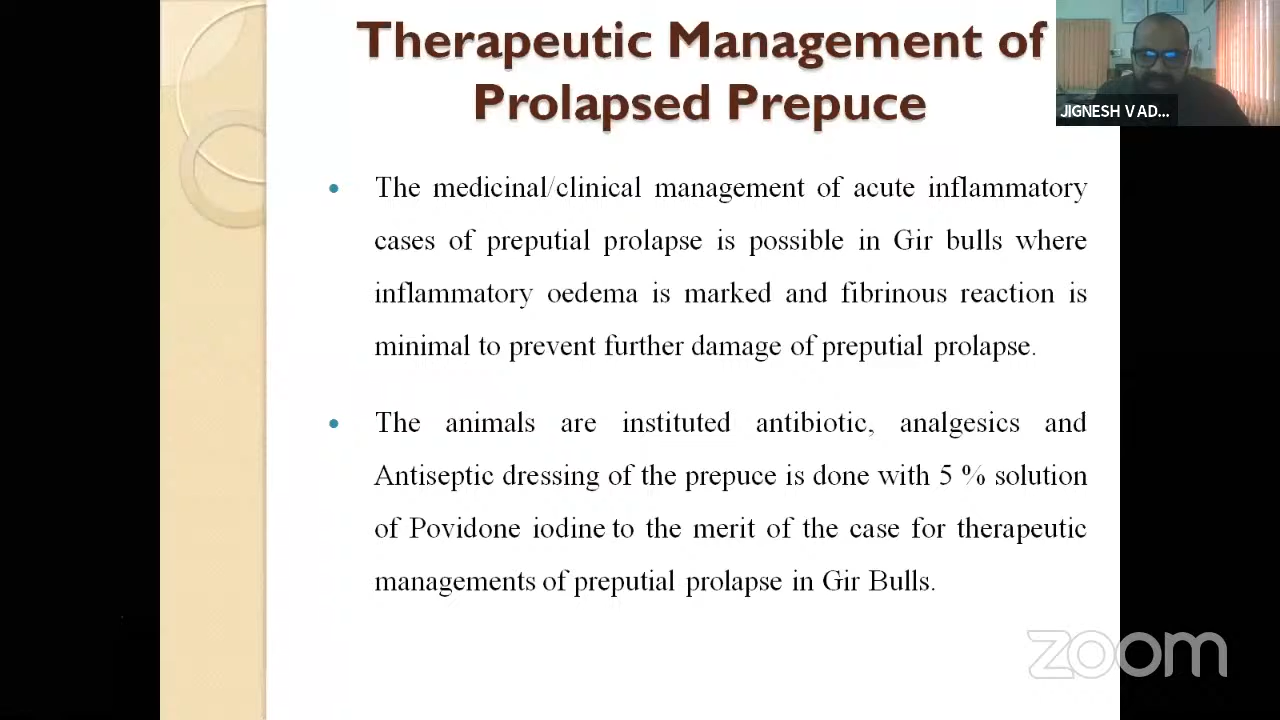 Therapeutic Management of
Prolapsed Prepuce
JIGNESH V AD...
• The medicinal/clinical management of acute inflammatory
cases of preputial prolapse is possible in Gir bulls where
inflammatory oedema is marked and fibrinous reaction is
minimal to prevent further damage of preputial prolapse.
• The animals are instituted antibiotic, analgesics and
Antiseptic dressing of the prepuce is done with 5 % solution
of Povidone iodine to the merit of the case for therapeutic
managements of preputial prolapse in Gir Bulls.
zoom